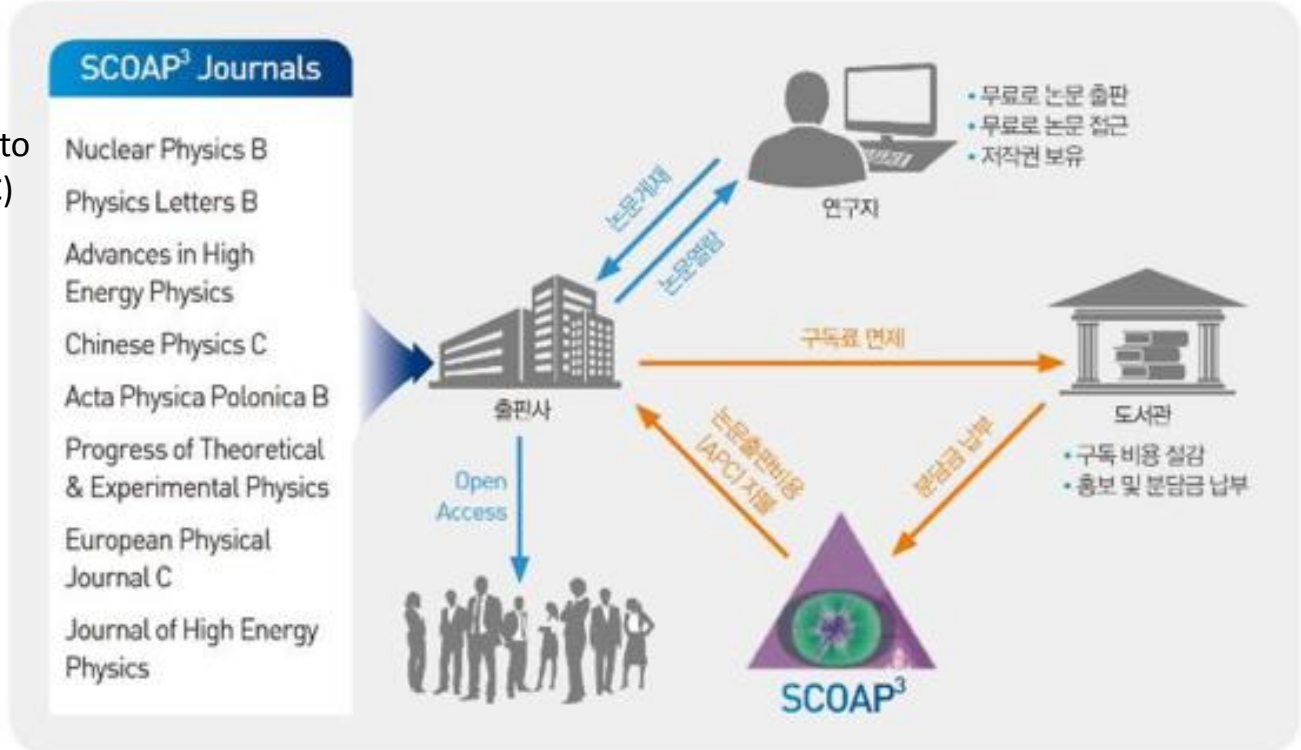 SCOAP³ Journals
to
Nuclear Physics B
Physics Letters B
Advances in High
Energy Physics
Chinese Physics C
Acta Physica Polonica B
Progress of Theoretical
& Experimental Physics
European Physical
Journal C
Journal of High Energy
Physics
• 무료로 논문 출판
• 무료로 논문 접근
• 저작권 보유
연구자
논문게재
논문열람
구독료 면제
출판사
도서관
• 구독 비용 절감
• 홍보 및 분담금 납부
Open
Access
논문출판비용
(APC) 지불
분담금 납부
SCOAP³